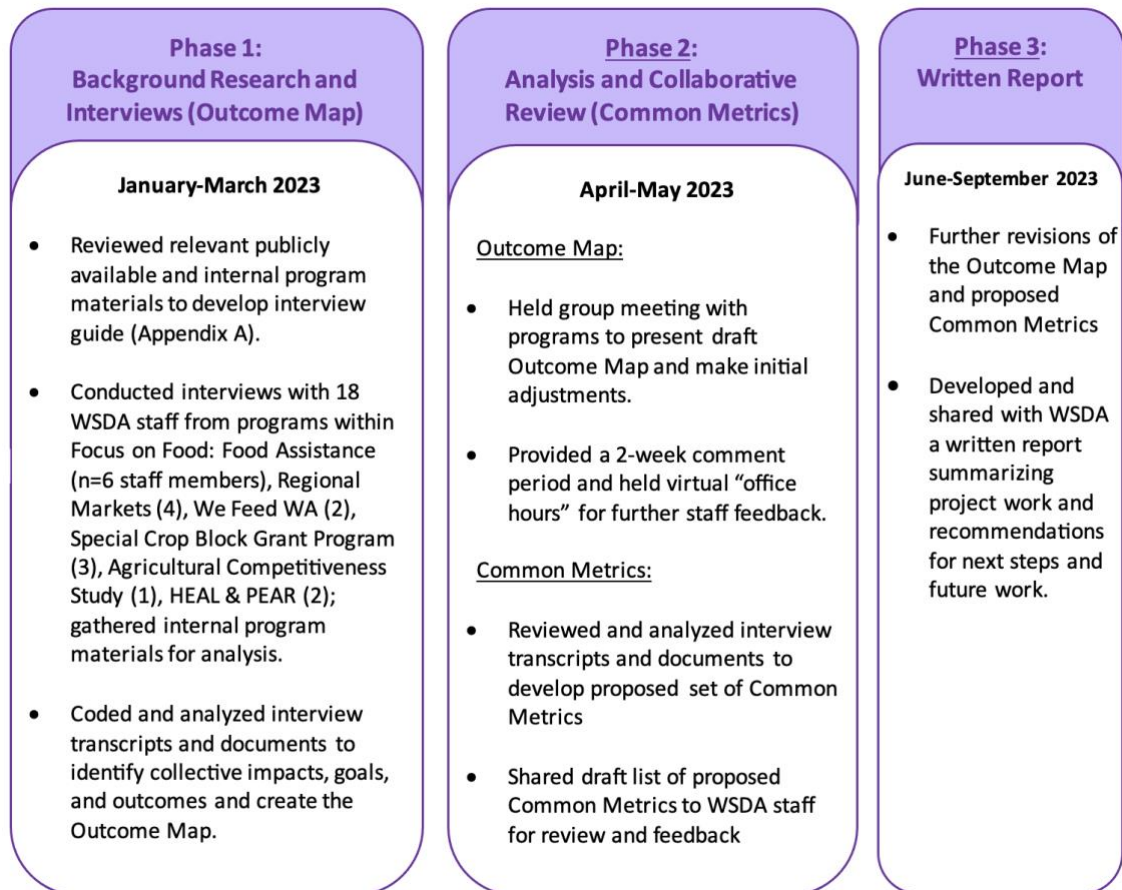 Phase 1:
Background Research and
Interviews (Outcome Map)
January-March 2023
• Reviewed relevant publicly
available and internal program
materials to develop interview
guide (Appendix A).
• Conducted interviews with 18
WSDA staff from programs within
Focus on Food: Food Assistance
(n=6 staff members), Regional
Markets (4), We Feed WA (2),
Special Crop Block Grant Program
(3), Agricultural Competitiveness
Study (1), HEAL & PEAR (2);
gathered internal program
materials for analysis.
• Coded and analyzed interview
transcripts and documents to
identify collective impacts, goals,
and outcomes and create the
Outcome Map.
Phase 2:
Analysis and Collaborative
Review (Common Metrics)
April-May 2023
Outcome Map:
• Held group meeting with
programs to present draft
Outcome Map and make initial
adjustments.
• Provided a 2-week comment
period and held virtual “office
hours” for further staff feedback.
Common Metrics:
• Reviewed and analyzed interview
transcripts and documents to
develop proposed set of Common
Metrics
• Shared draft list of proposed
Common Metrics to WSDA staff
for review and feedback
Phase 3:
Written Report
June-September 2023
• Further revisions of
the Outcome Map
and proposed
Common Metrics
• Developed and
shared with WSDA
a written report
summarizing
project work and
recommendations
for next steps and
future work.